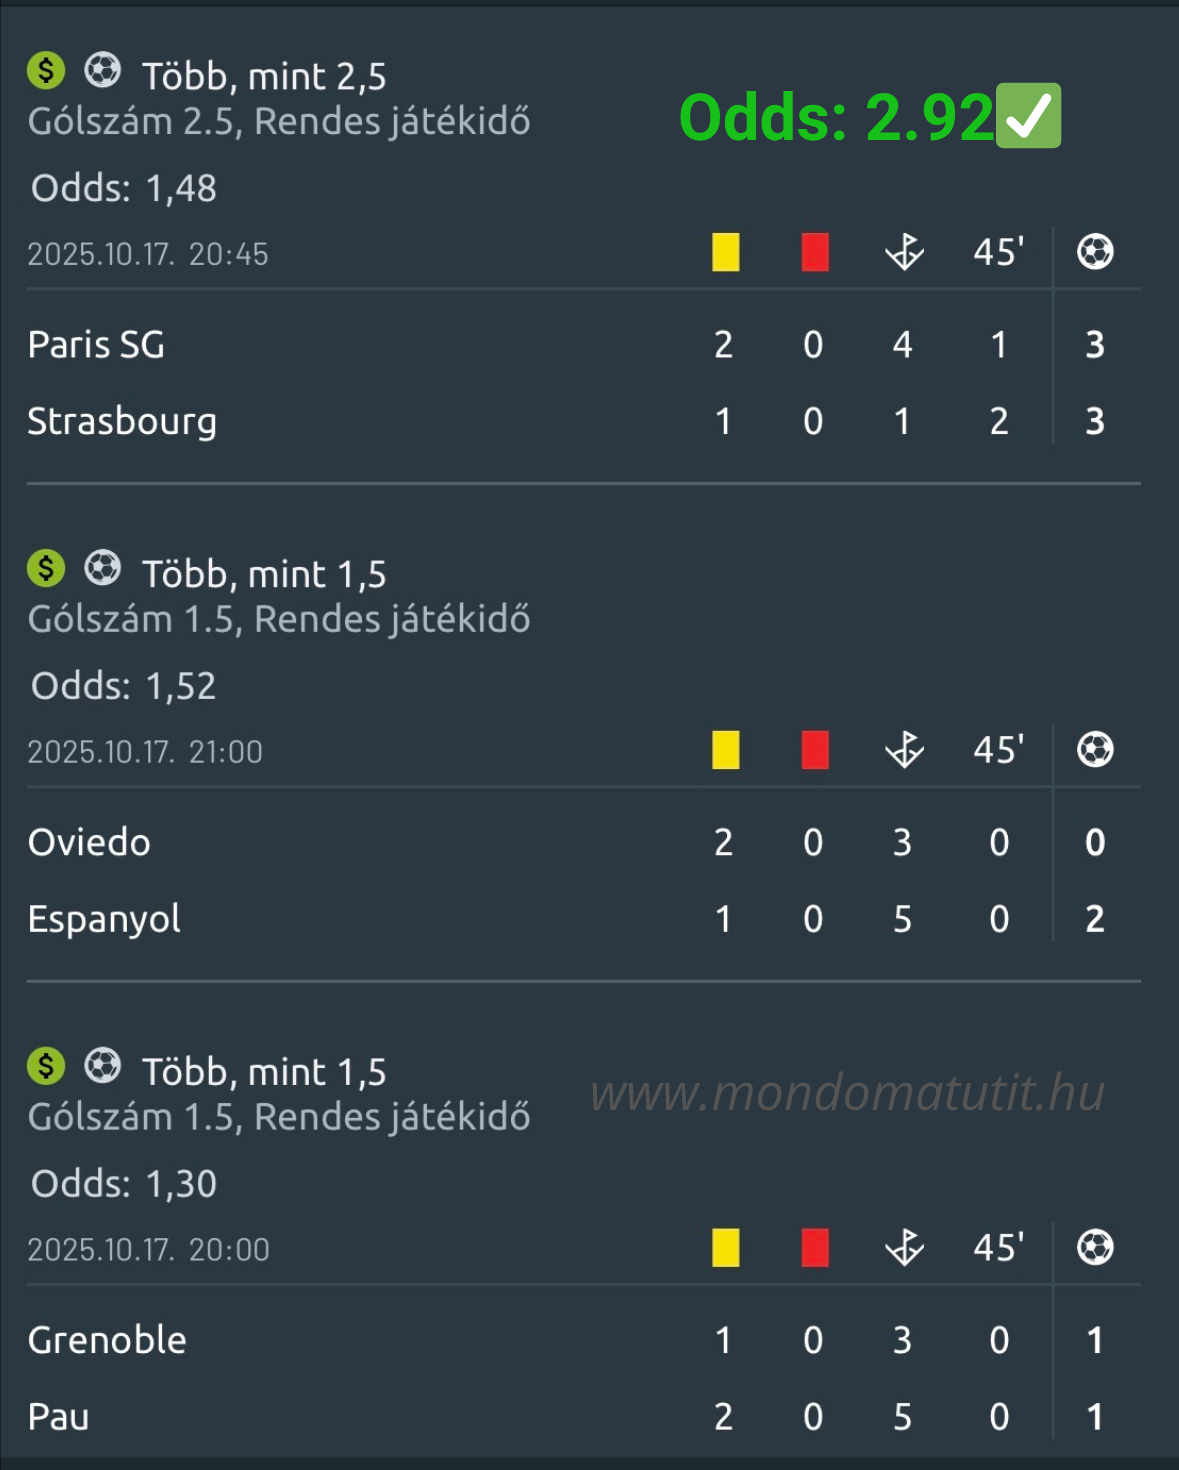 $ Több, mint 2,5
Gólszám 2.5, Rendes játékidő
Odds: 2.92
Odds: 1,48
2025.10.17. 20:45 45'
Paris SG 2 0 4 1 3
Strasbourg 1 0 1 2 3
$ Több, mint 1,5
Gólszám 1.5, Rendes játékidő
Odds: 1,52
2025.10.17. 21:00 45'
Oviedo 2 0 3 0 0
Espanyol 1 0 5 0 2
$ Több, mint 1,5
www.mondomatutit.hu
Gólszám 1.5, Rendes játékidő
Odds: 1,30
2025.10.17. 20:00 45'
Grenoble 1 0 3 0 1
Pau 2 0 5 0 1